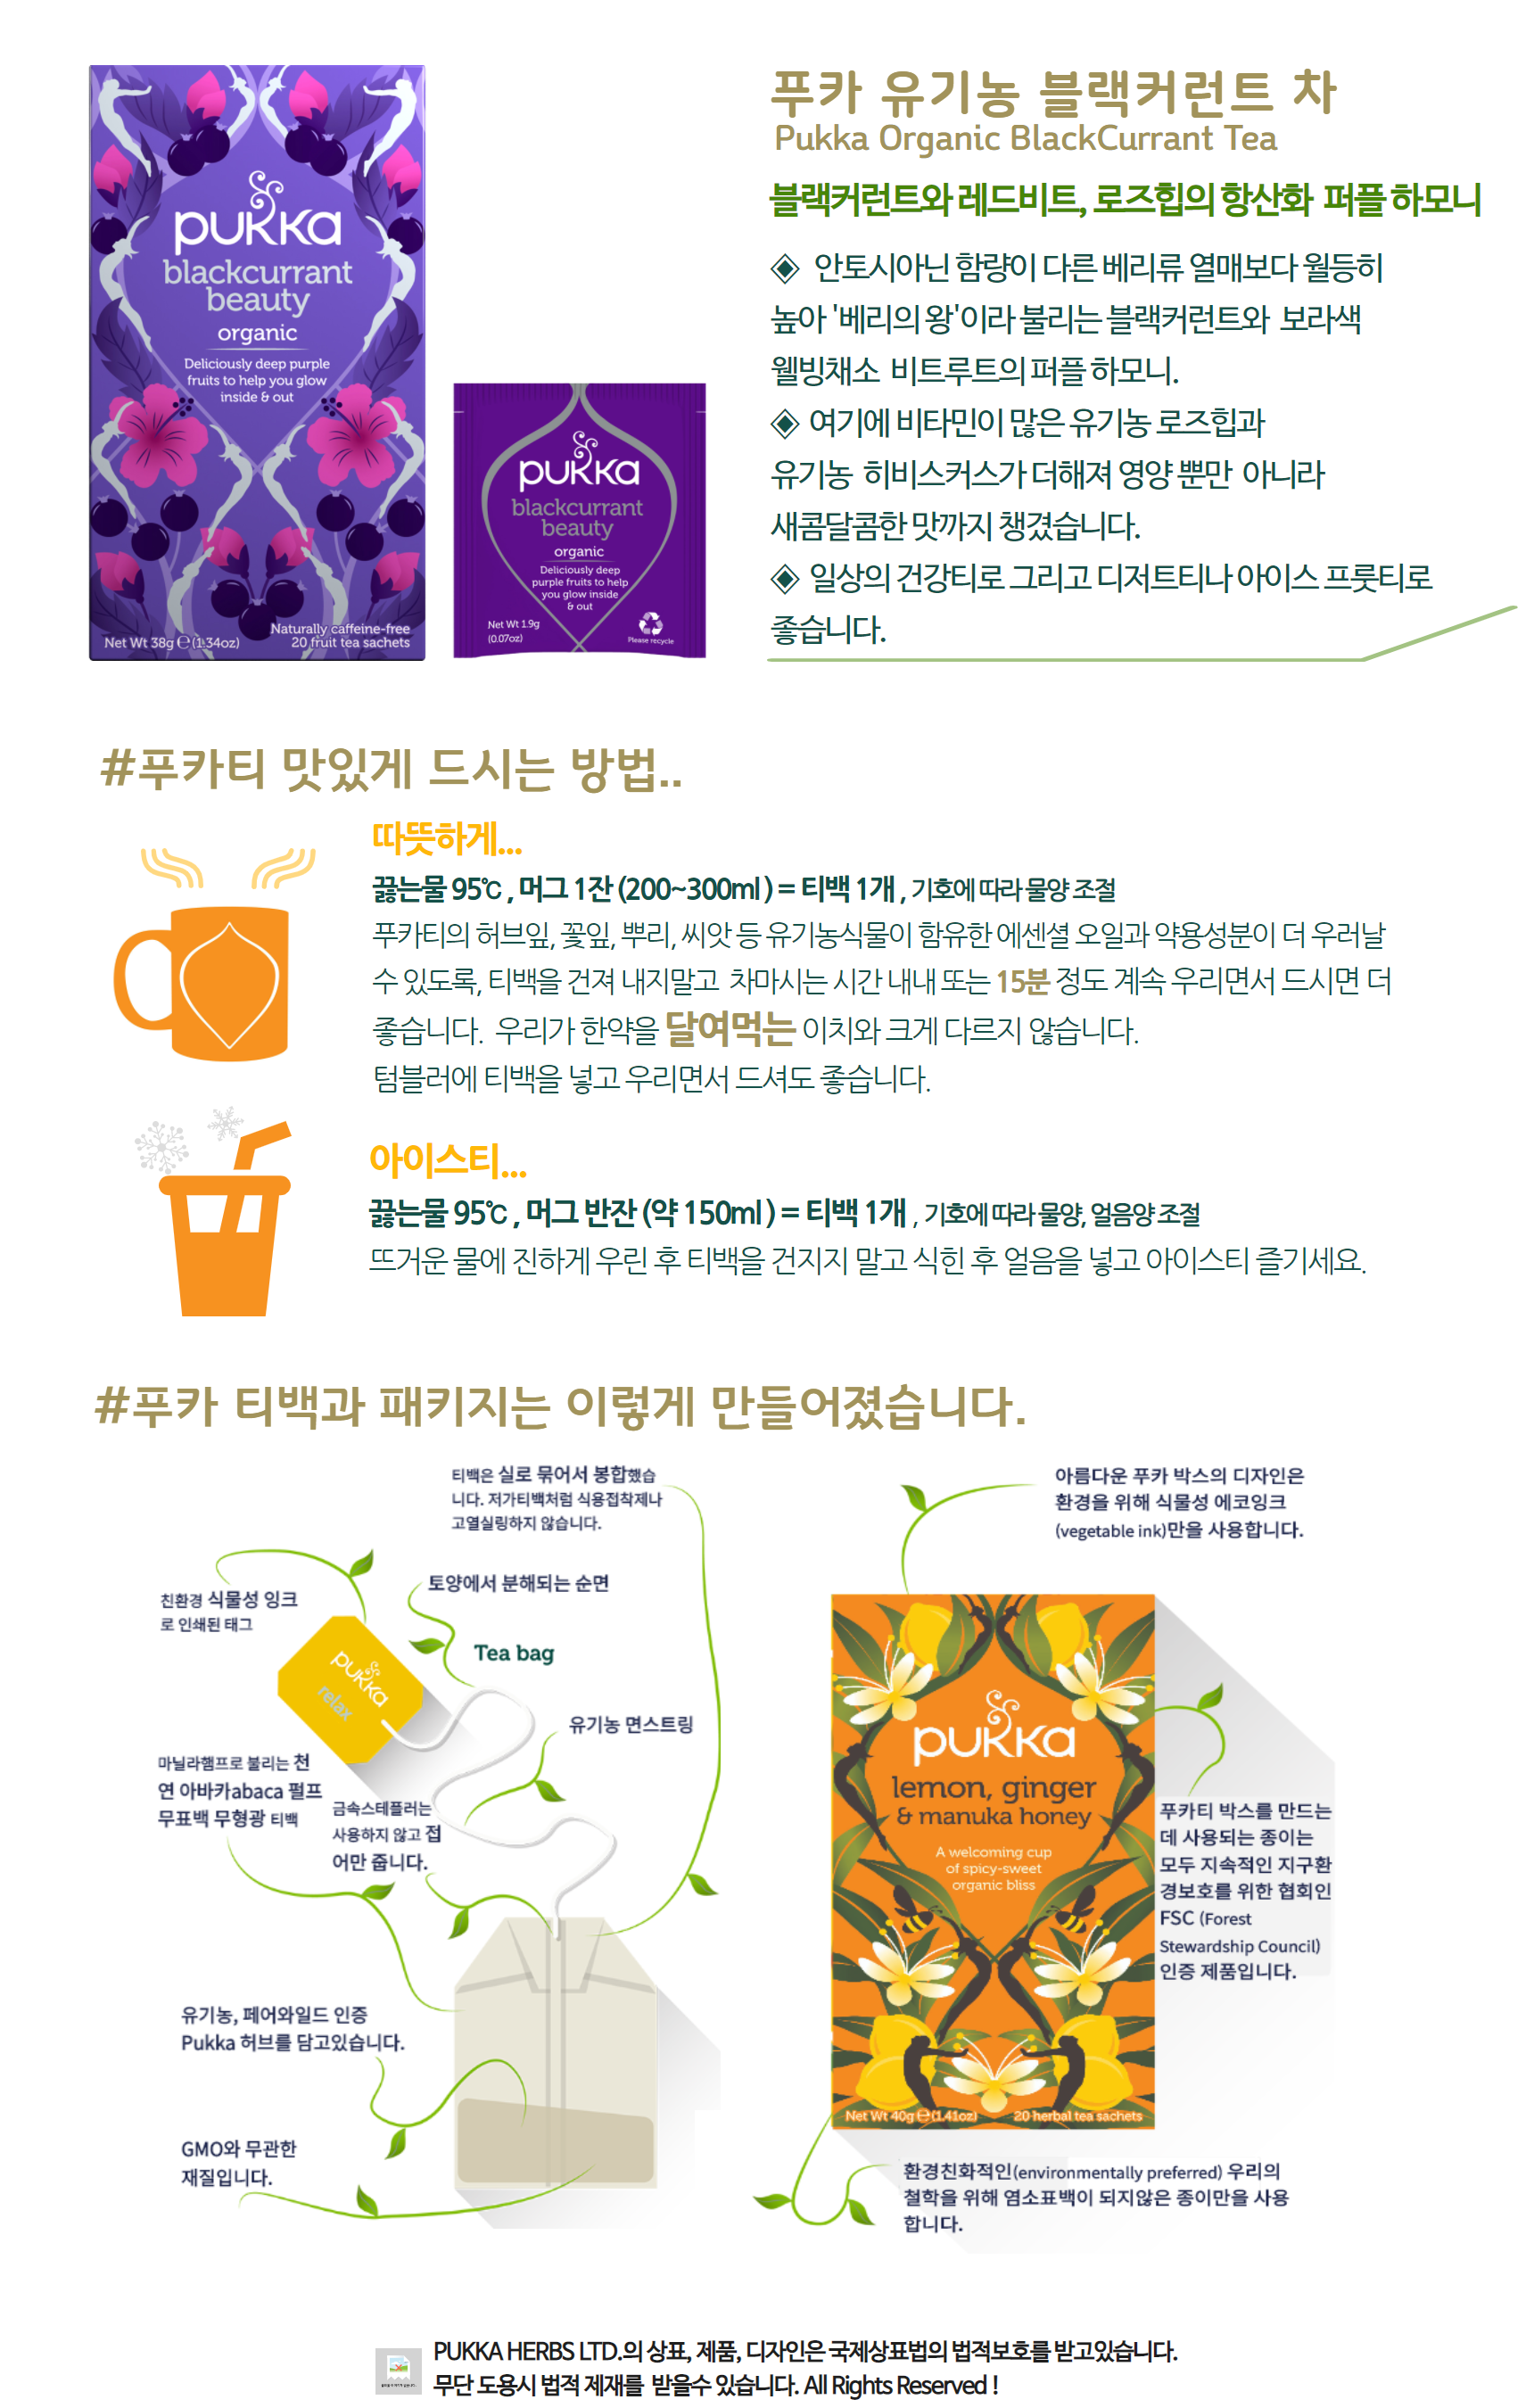 푸카 유기농 블랙커런트 차
Pukka Organic BlackCurrant Tea
블랙커런트와 레드비트, 로즈힙의 항산화 퍼플 하모니
◈ 안토시아닌 함량이 다른 베리류 열매보다 월등히
높아 '베리의 왕'이라 불리는 블랙커런트와 보라색
웰빙채소 비트루트의 퍼플 하모니.
◈ 여기에 비타민이 많은 유기농 로즈힙과
유기농 히비스커스가 더해져 영양 뿐만 아니라
새콤달콤한 맛까지 챙겼습니다.
◈ 일상의 건강티로 그리고 디저트티나 아이스 프룻티로
좋습니다.
pukka
blackcurrant
beauty
organic
Deliciously deep purple
fruits to help you glow
inside & out
Net Wt 38g ℮ (1.34oz)
Naturally caffeine-free
20 fruit tea sachets
pukka
blackcurrant
beauty
organic
Deliciously deep
purple fruits to help
you glow inside
& out
Net Wt 1.9g
(0.07oz)
Please recycle
#푸카티 맛있게 드시는 방법..
따뜻하게...
끓는물 95℃ , 머그 1잔 (200~300ml ) = 티백 1개 , 기호에 따라 물양 조절
푸카티의 허브잎, 꽃잎, 뿌리, 씨앗 등 유기농식물이 함유한 에센셜 오일과 약용성분이 더 우러날
수 있도록, 티백을 건져 내지말고 차마시는 시간 내내 또는 15분 정도 계속 우리면서 드시면 더
좋습니다. 우리가 한약을 달여먹는 이치와 크게 다르지 않습니다.
텀블러에 티백을 넣고 우리면서 드셔도 좋습니다.
아이스티...
끓는물 95℃ , 머그 반잔 (약 150ml ) = 티백 1개 , 기호에 따라 물양, 얼음양 조절
뜨거운 물에 진하게 우린 후 티백을 건지지 말고 식힌 후 얼음을 넣고 아이스티 즐기세요.
#푸카 티백과 패키지는 이렇게 만들어졌습니다.
티백은 실로 묶어서 봉합했습
니다. 저가티백처럼 식용접착제나
고열실링하지 않습니다.
토양에서 분해되는 순면
친환경 식물성 잉크
로 인쇄된 태그
Tea bag
pukka
relax
유기농 면스트링
마닐라햄프로 불리는 천
연 아바카abaca 펄프
무표백 무형광 티백
금속스테플러는
사용하지 않고 접
어만 줍니다.
유기농, 페어와일드 인증
Pukka 허브를 담고있습니다.
GMO와 무관한
재질입니다.
아름다운 푸카 박스의 디자인은
환경을 위해 식물성 에코잉크
(vegetable ink)만을 사용합니다.
pukka
lemon, ginger
& manuka honey
A welcoming cup
of spicy-sweet
organic bliss
Net Wt 40g ℮ (1.41oz)
20 herbal tea sachets
푸카티 박스를 만드는
데 사용되는 종이는
모두 지속적인 지구환
경보호를 위한 협회인
FSC (Forest
Stewardship Council)
인증 제품입니다.
환경친화적인(environmentally preferred) 우리의
철학을 위해 염소표백이 되지않은 종이만을 사용
합니다.
PUKKA HERBS LTD.의 상표, 제품, 디자인은 국제상표법의 법적보호를 받고있습니다.
무단 도용시 법적 제재를 받을수 있습니다. All Rights Reserved !